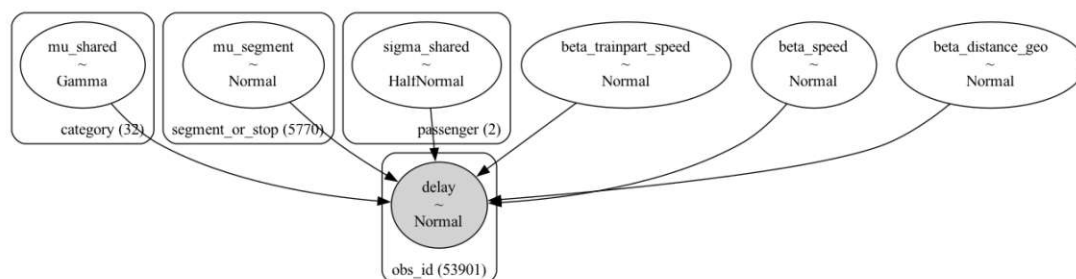 mu_shared
~
Gamma
category (32)
mu_segment
~
Normal
segment_or_stop (5770)
sigma_shared
~
HalfNormal
passenger (2)
beta_trainpart_speed
~
Normal
beta_speed
~
Normal
beta_distance_geo
~
Normal
delay
~
Normal
obs_id (53901)